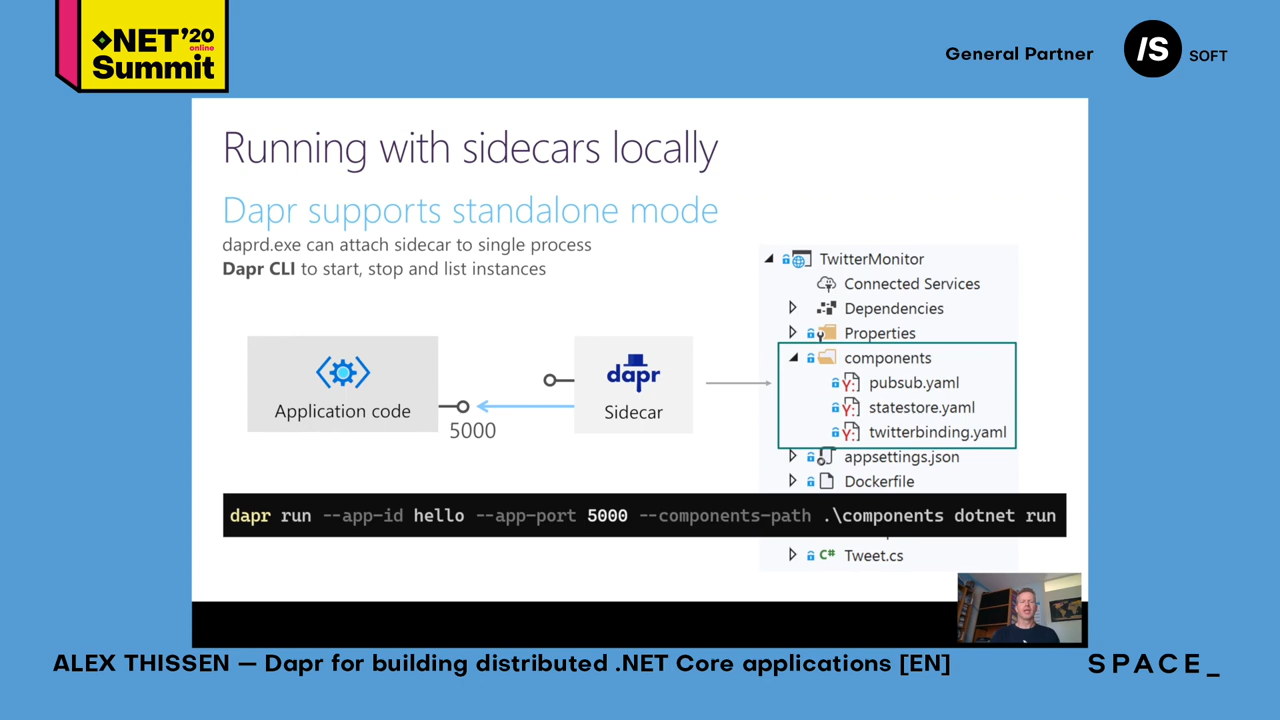 .NET'20
online
Summit
General Partner
/S
SOFT
Running with sidecars locally
Dapr supports standalone mode
daprd.exe can attach sidecar to single process
Dapr CLI to start, stop and list instances
Application code
5000
dapr
Sidecar
TwitterMonitor
Connected Services
Dependencies
Properties
components
pubsub.yaml
statestore.yaml
twitterbinding.yaml
appsettings.json
Dockerfile
dapr run --app-id hello --app-port 5000 --components-path .\components dotnet run
C# Tweet.cs
ALEX THISSEN — Dapr for building distributed .NET Core applications [EN]
SPACE_